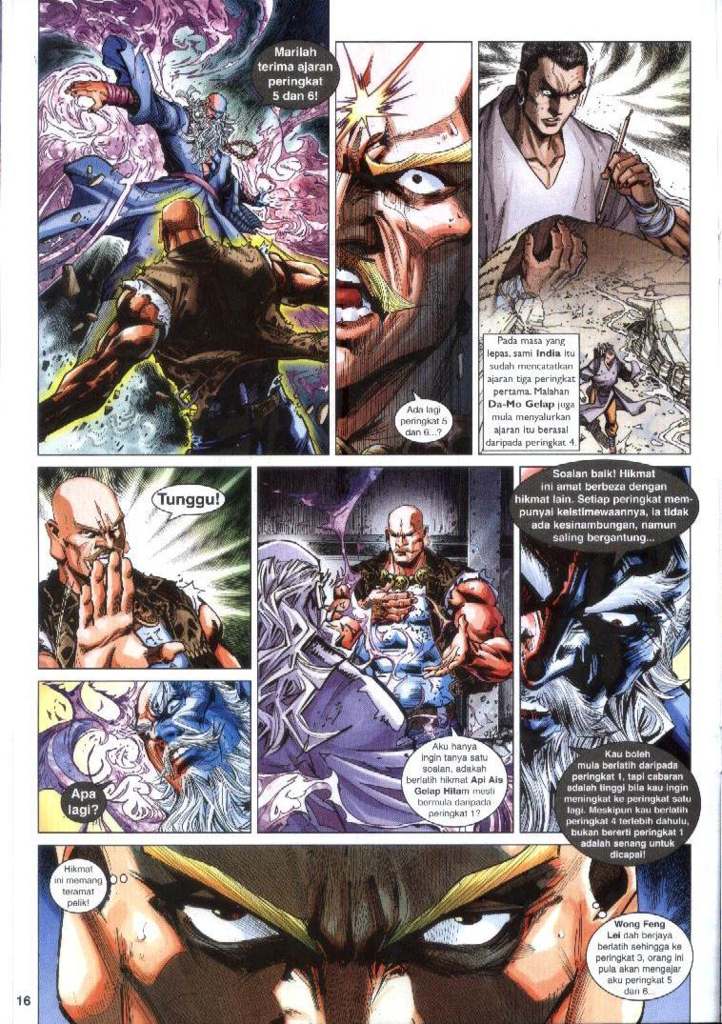 Marilah
terima ajaran
peringkat
5 dan 6!
Ada lagi
peringkat 5
dan 6...?
Pada masa yang
lepas, sami India itu
sudah mencatatkan
ajaran tiga peringkat
pertama. Malahan
Da-Mo Gelap juga
mula menyalurkan
ajaran itu berasal
daripada peringkat 4.
Tunggu!
Apa
lagi?
Aku hanya
ingin tanya satu
soalan, adakah
berlatih hikmat Api Ais
Gelap Hitam mesti
bermula daripada
peringkat 1?
Soalan baik! Hikmat
ini amat berbeza dengan
hikmat lain. Setiap peringkat mem-
punyai keistimewaannya, ia tidak
ada kesinambungan, namun
saling bergantung...
Kau boleh
mula berlatih daripada
peringkat 1, tapi cabaran
adalah tinggi bila kau ingin
meningkat ke peringkat satu
lagi. Meskipun kau berlatih
peringkat 4 terlebih dahulu,
bukan bererti peringkat 1
adalah senang untuk
dicapai!
Hikmat
ini memang
teramat
pelik!
Wong Feng
Lei dah berjaya
berlatih sehingga ke
peringkat 3, orang ini
pula akan mengajar
aku peringkat 5
dan 6...
16